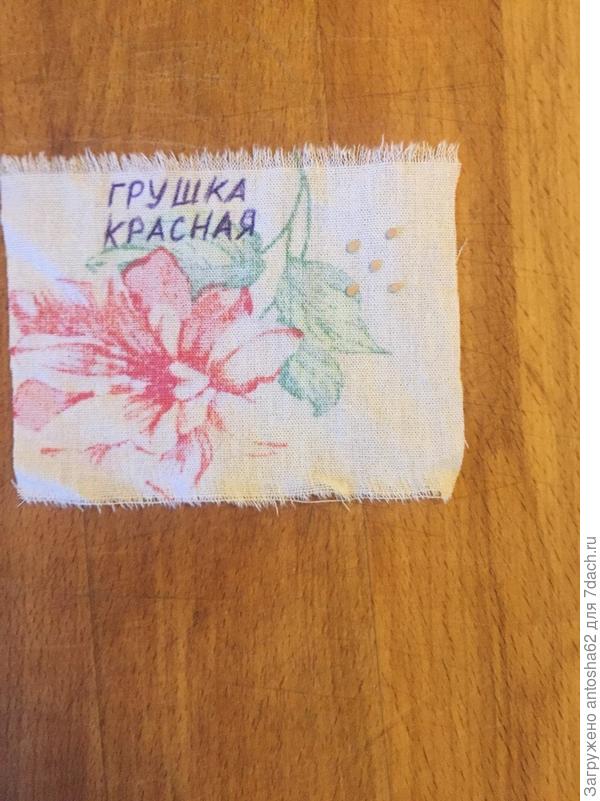 ГРУШКА
КРАСНАЯ
Загружено antosha62 для 7dach.ru